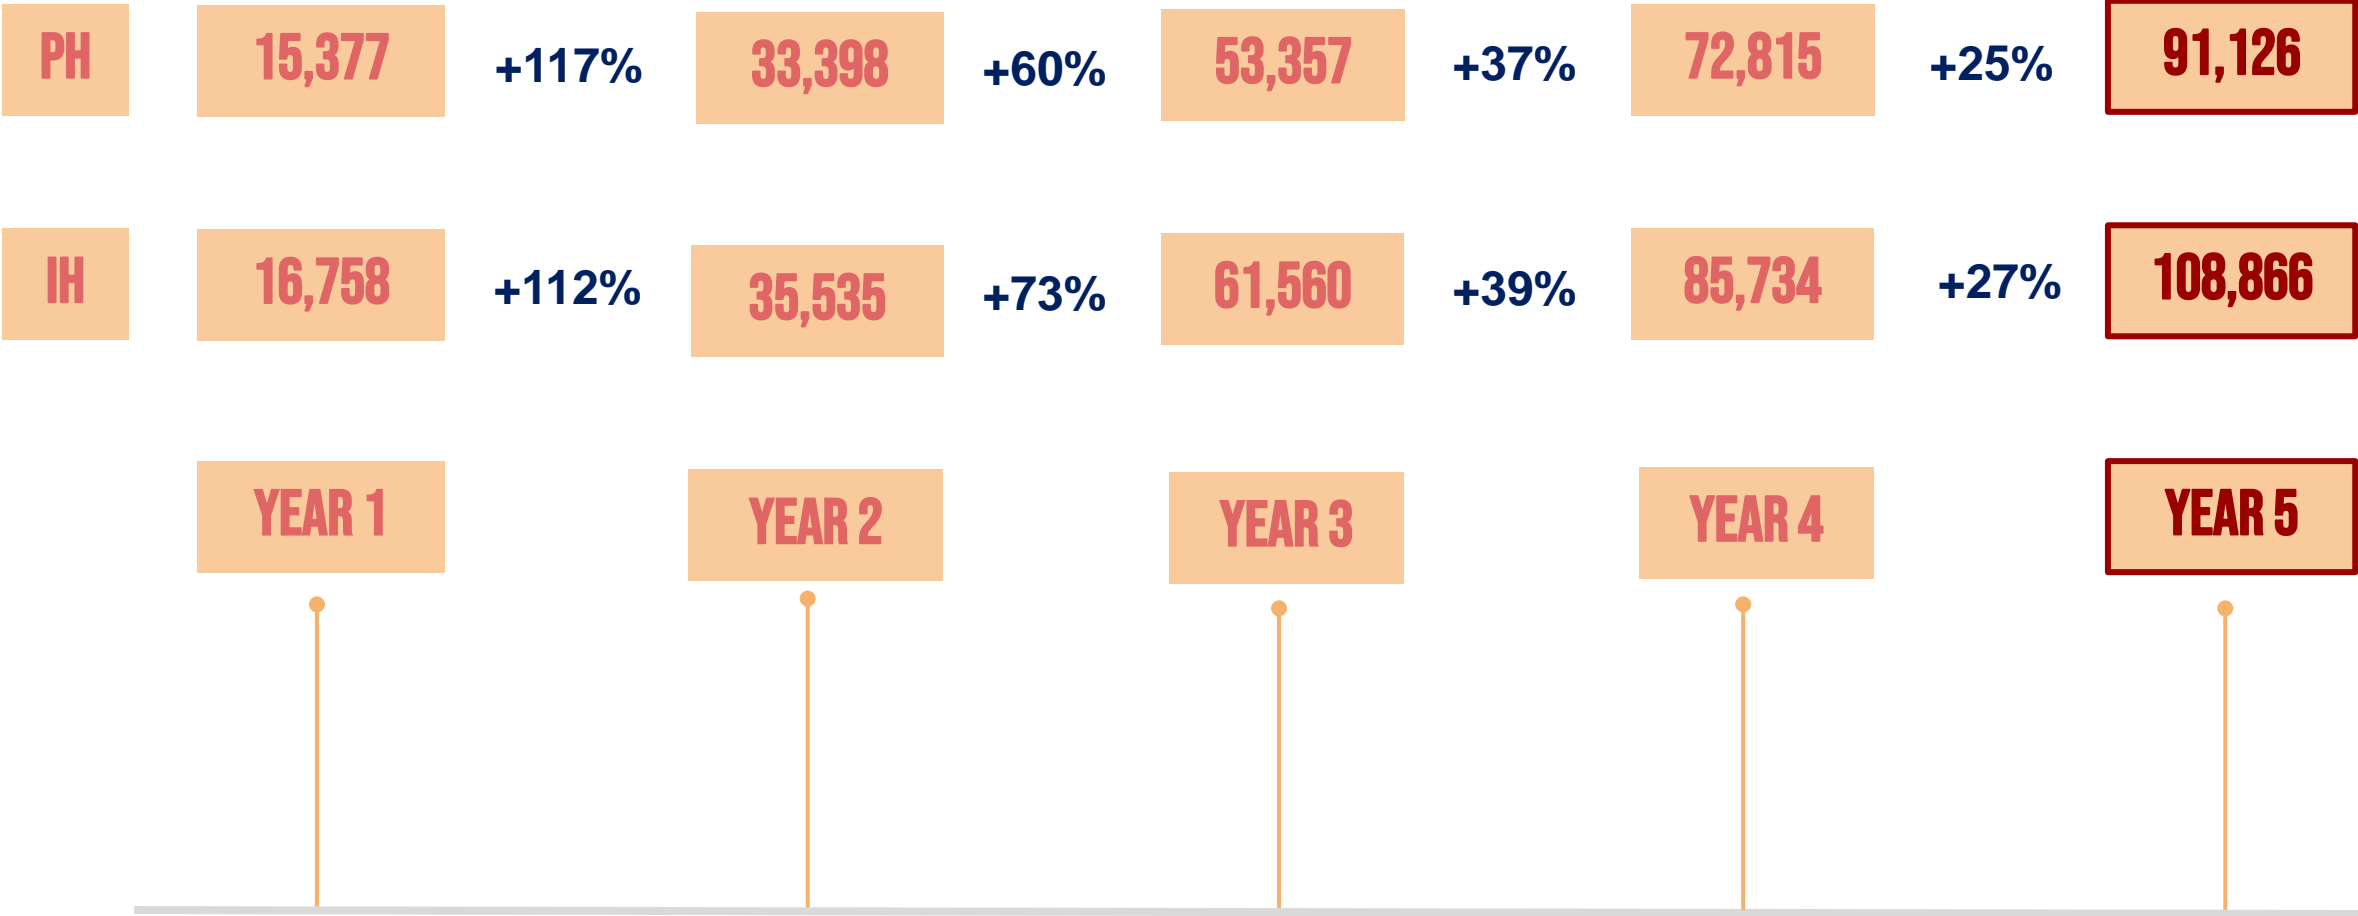 PH 15,377 +117% 33,398 +60% 53,357 +37% 72,815 +25% 91,126
IH 16,758 +112% 35,535 +73% 61,560 +39% 85,734 +27% 108,866
YEAR 1 YEAR 2 YEAR 3 YEAR 4 YEAR 5